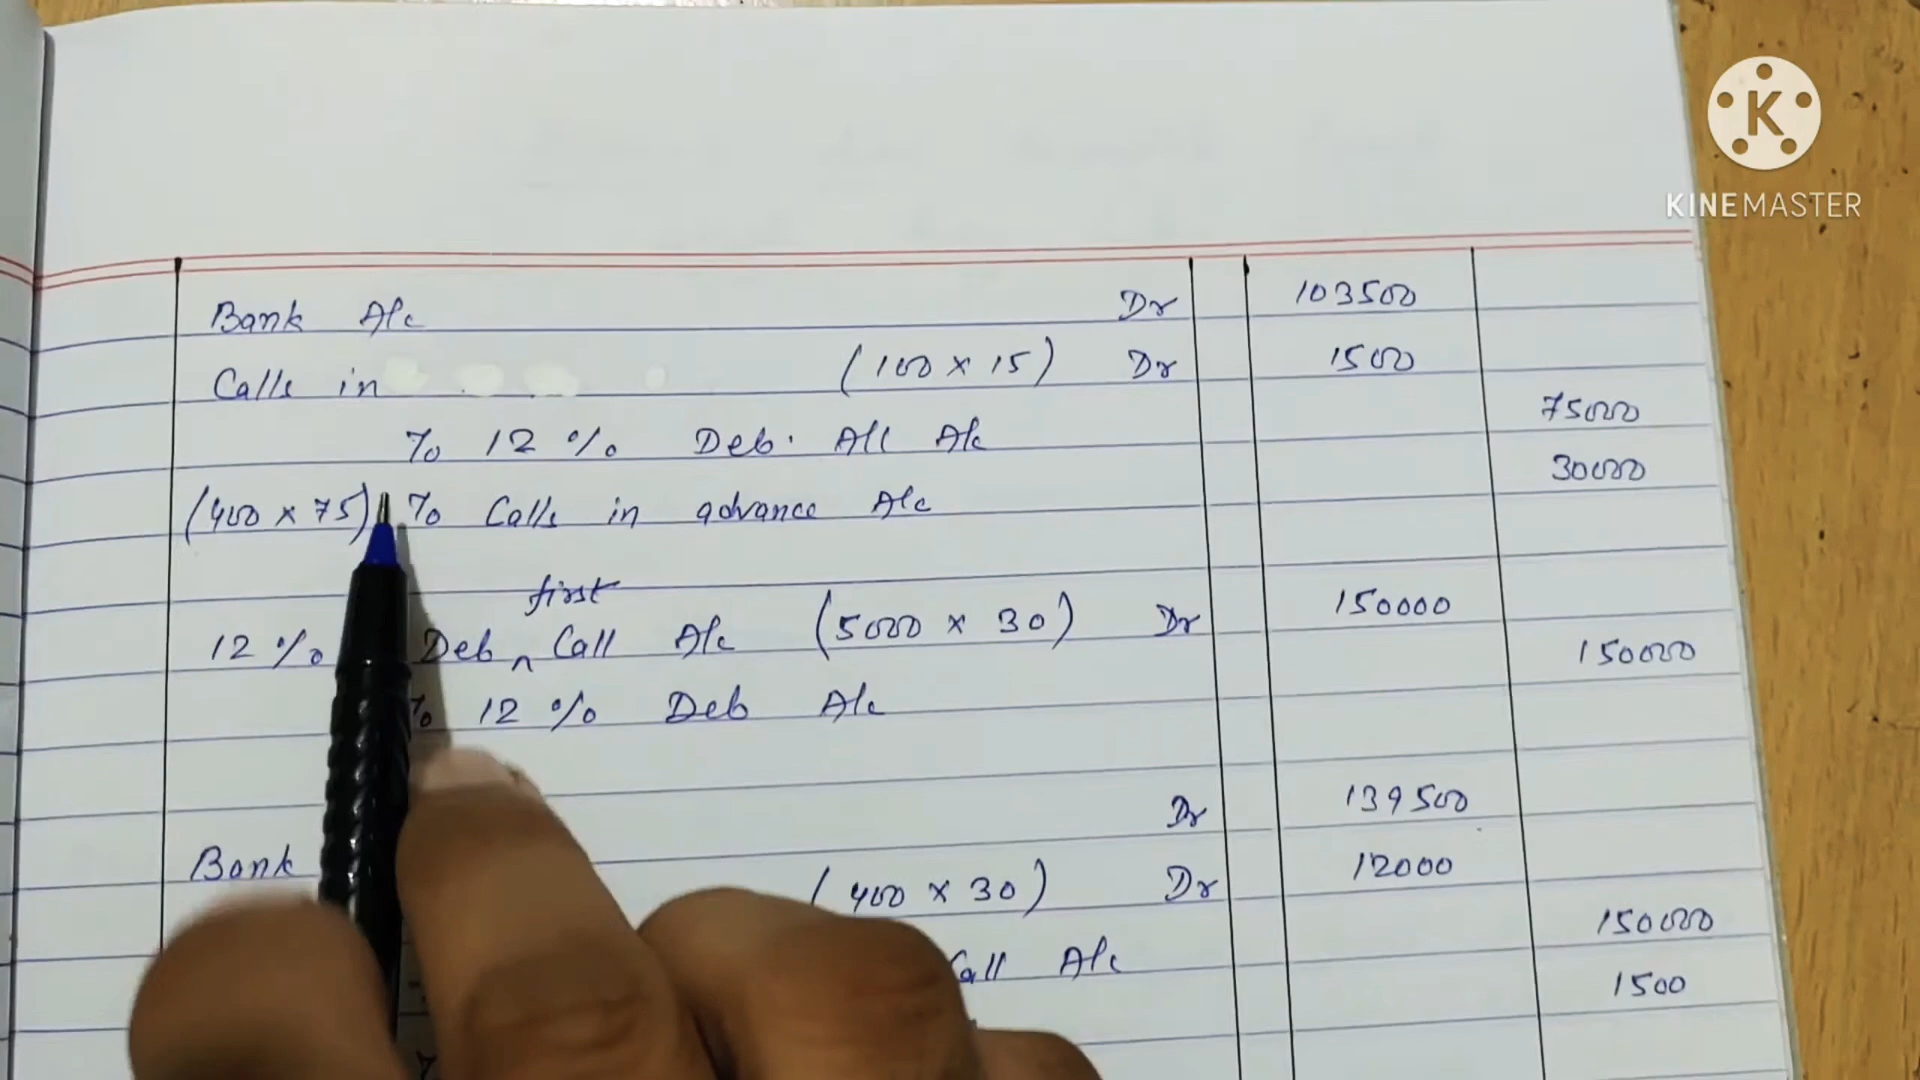 K
KINEMASTER
Bank A/c Dr 103500
Calls in (100 x 15) Dr 1500
To 12 % Deb. All A/c 75000
(400 x 75) To Calls in advance A/c 30000
first
12 % Deb ^ Call A/c (5000 x 30) Dr 150000
To 12 % Deb A/c 150000
Bank Dr 139500
(400 x 30) Dr 12000
Call A/c 150000
1500